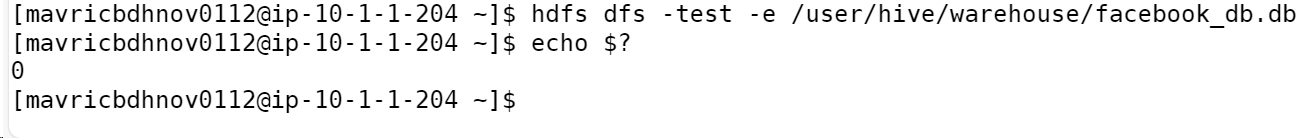 [mavricbdhnov0112@ip-10-1-1-204 ~]$ hdfs dfs -test -e /user/hive/warehouse/facebook_db.db
[mavricbdhnov0112@ip-10-1-1-204 ~]$ echo $?
0
[mavricbdhnov0112@ip-10-1-1-204 ~]$